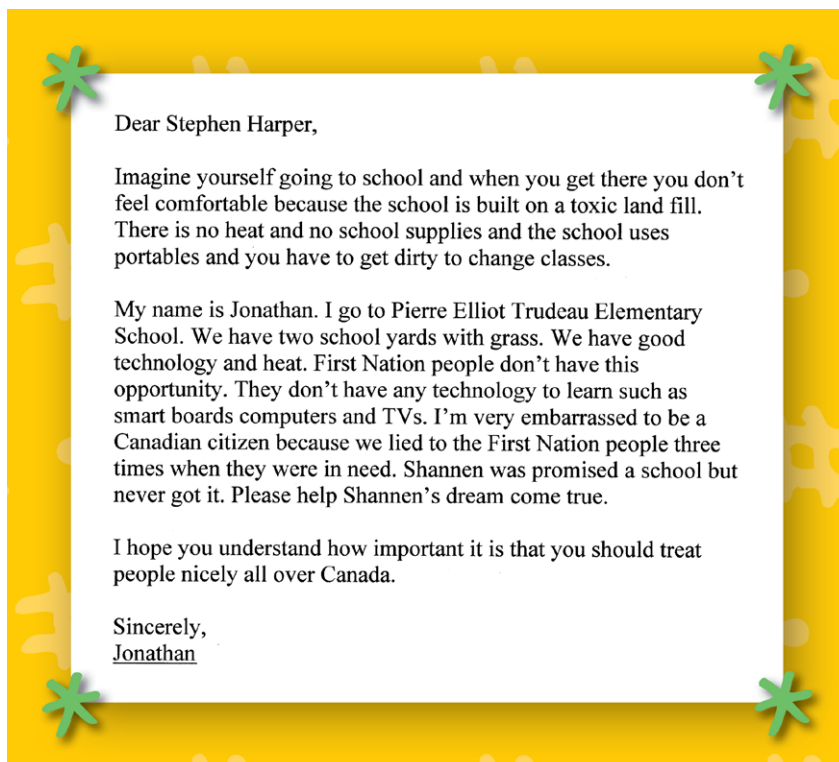 Dear Stephen Harper,
Imagine yourself going to school and when you get there you don’t
feel comfortable because the school is built on a toxic land fill.
There is no heat and no school supplies and the school uses
portables and you have to get dirty to change classes.
My name is Jonathan. I go to Pierre Elliot Trudeau Elementary
School. We have two school yards with grass. We have good
technology and heat. First Nation people don’t have this
opportunity. They don’t have any technology to learn such as
smart boards computers and TVs. I’m very embarrassed to be a
Canadian citizen because we lied to the First Nation people three
times when they were in need. Shannen was promised a school but
never got it. Please help Shannen’s dream come true.
I hope you understand how important it is that you should treat
people nicely all over Canada.
Sincerely,
Jonathan